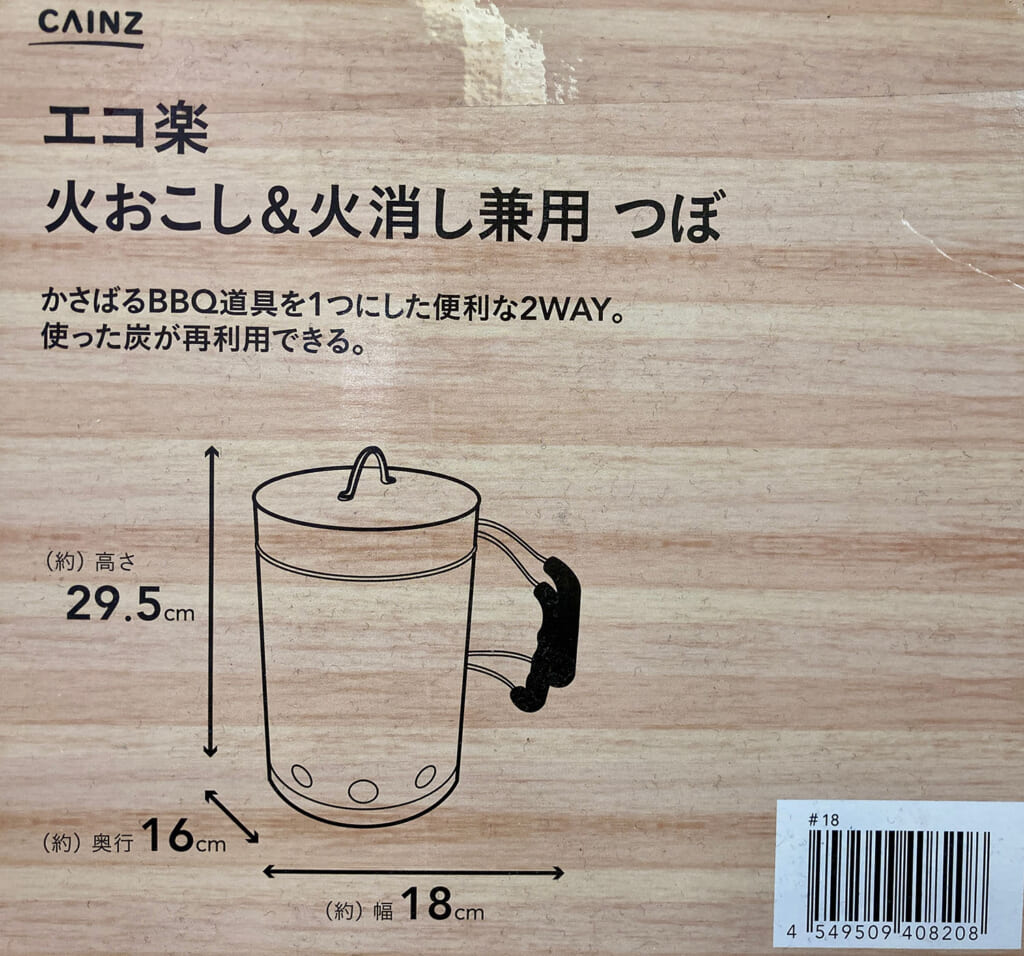 CAINZ
エコ楽
火おこし&火消し兼用 つぼ
かさばるBBQ道具を1つにした便利な2WAY。
使った炭が再利用できる。
(約) 高さ
29.5cm
(約) 奥行 16cm
(約) 幅 18cm
#18
4 549509 408208